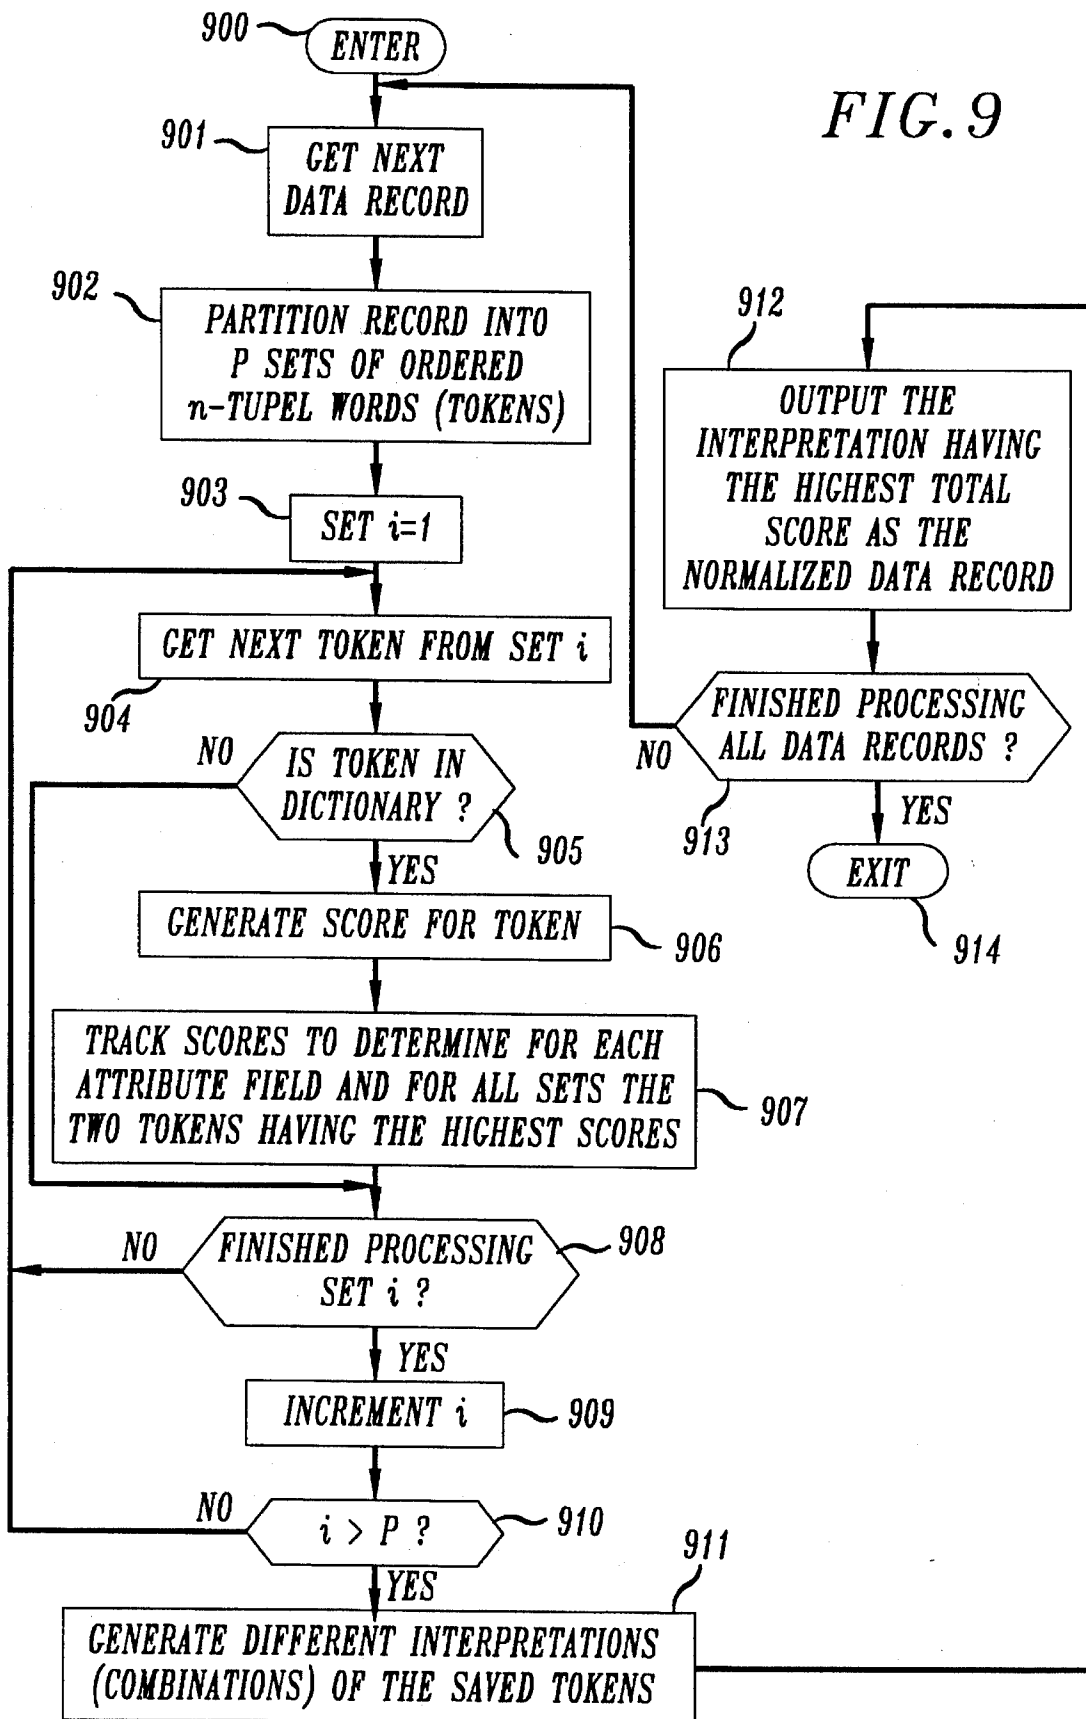 900
ENTER
FIG. 9
901
GET NEXT
DATA RECORD
902
PARTITION RECORD INTO
P SETS OF ORDERED
n-TUPEL WORDS (TOKENS)
903
SET i=1
GET NEXT TOKEN FROM SET i
904
NO
IS TOKEN IN
DICTIONARY ?
905
YES
GENERATE SCORE FOR TOKEN
906
TRACK SCORES TO DETERMINE FOR EACH
ATTRIBUTE FIELD AND FOR ALL SETS THE
TWO TOKENS HAVING THE HIGHEST SCORES
907
NO
FINISHED PROCESSING
SET i ?
908
YES
INCREMENT i
909
NO
i > P ?
910
YES
911
GENERATE DIFFERENT INTERPRETATIONS
(COMBINATIONS) OF THE SAVED TOKENS
912
OUTPUT THE
INTERPRETATION HAVING
THE HIGHEST TOTAL
SCORE AS THE
NORMALIZED DATA RECORD
FINISHED PROCESSING
ALL DATA RECORDS ?
NO
913
YES
EXIT
914